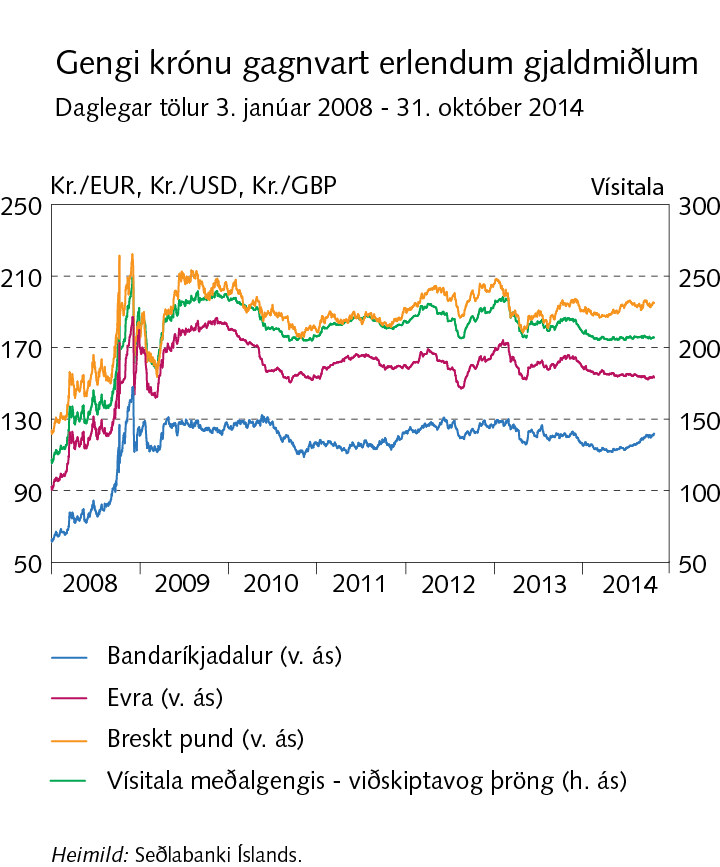 Gengi krónu gagnvart erlendum gjaldmiðlum
Daglegar tölur 3. janúar 2008 - 31. október 2014
Kr./EUR, Kr./USD, Kr./GBP Vísitala
250 300
210 250
170 200
130 150
90 100
50 50
2008 2009 2010 2011 2012 2013 2014
Bandaríkjadalur (v. ás)
Evra (v. ás)
Breskt pund (v. ás)
Vísitala meðalgengis - viðskiptavog þröng (h. ás)
Heimild: Seðlabanki Íslands.